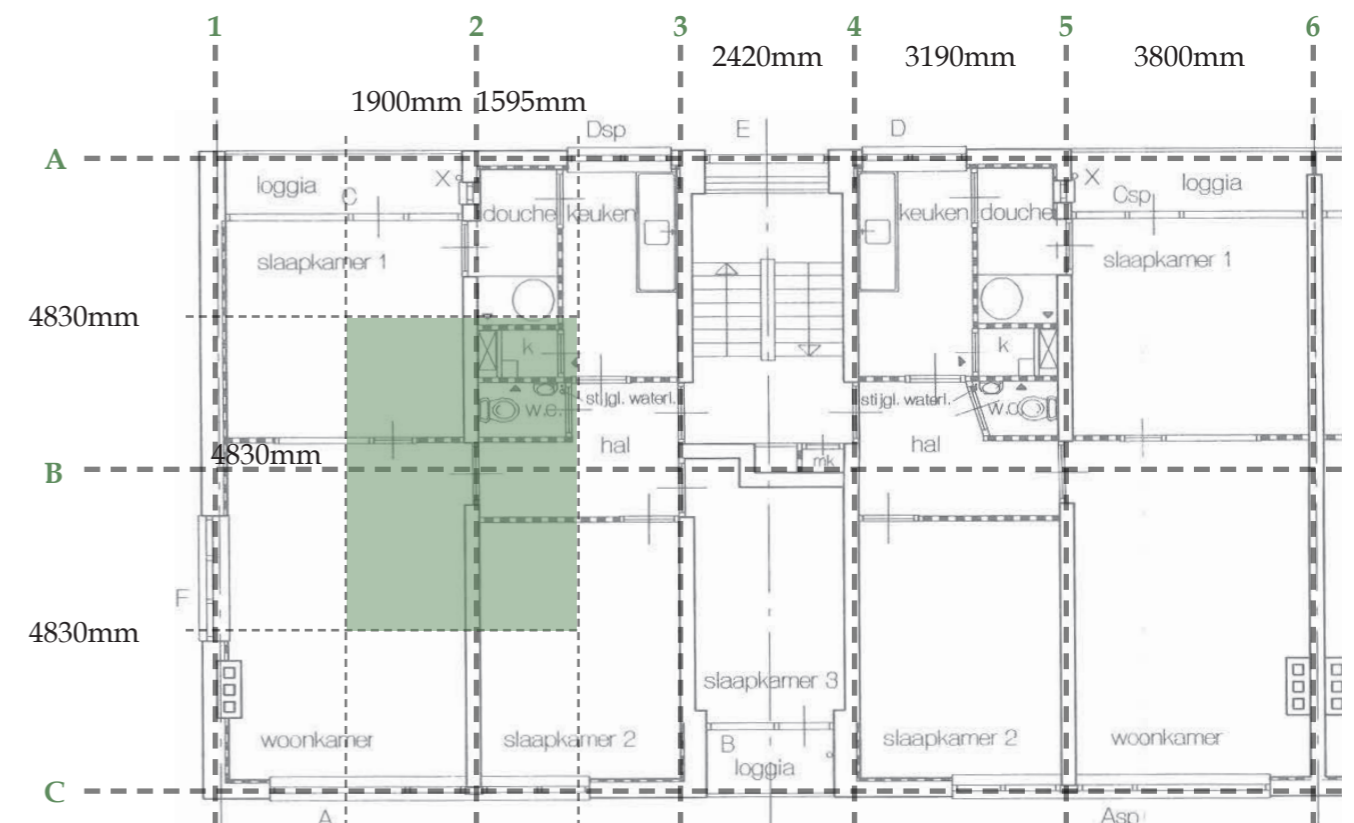 1 2 3 4 5 6
2420mm 3190mm 3800mm
1900mm 1595mm
Dsp E D
A
loggia X X loggia
C Csp
douche keuken keuken douche
slaapkamer 1 slaapkamer 1
4830mm
k k
stijgl. waterl. stijgl. waterl.
w.c. w.c.
hal hal
4830mm
mk
B
F
4830mm
slaapkamer 3
woonkamer slaapkamer 2 slaapkamer 2 woonkamer
B
loggia
C
A Asp